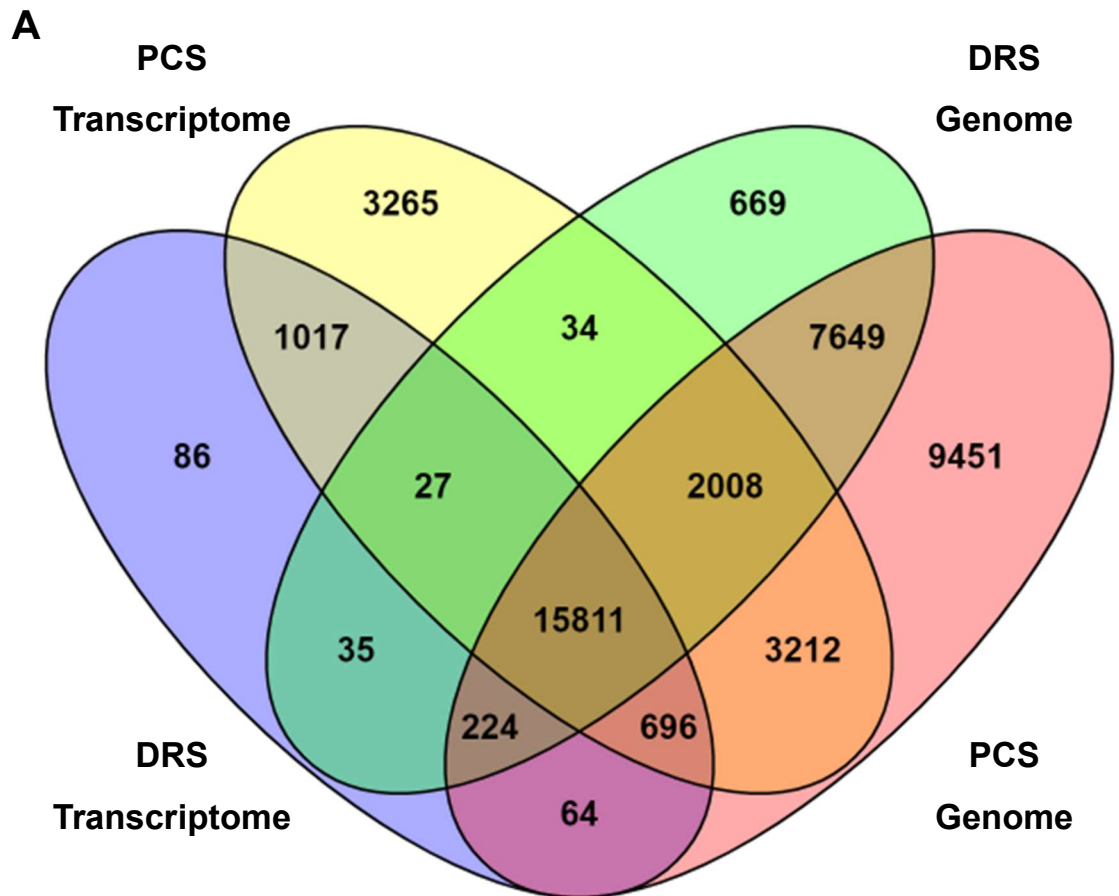 A
PCS
Transcriptome
DRS
Genome
3265
669
1017
34
7649
86
27
2008
9451
35
15811
3212
224
696
64
DRS
Transcriptome
PCS
Genome